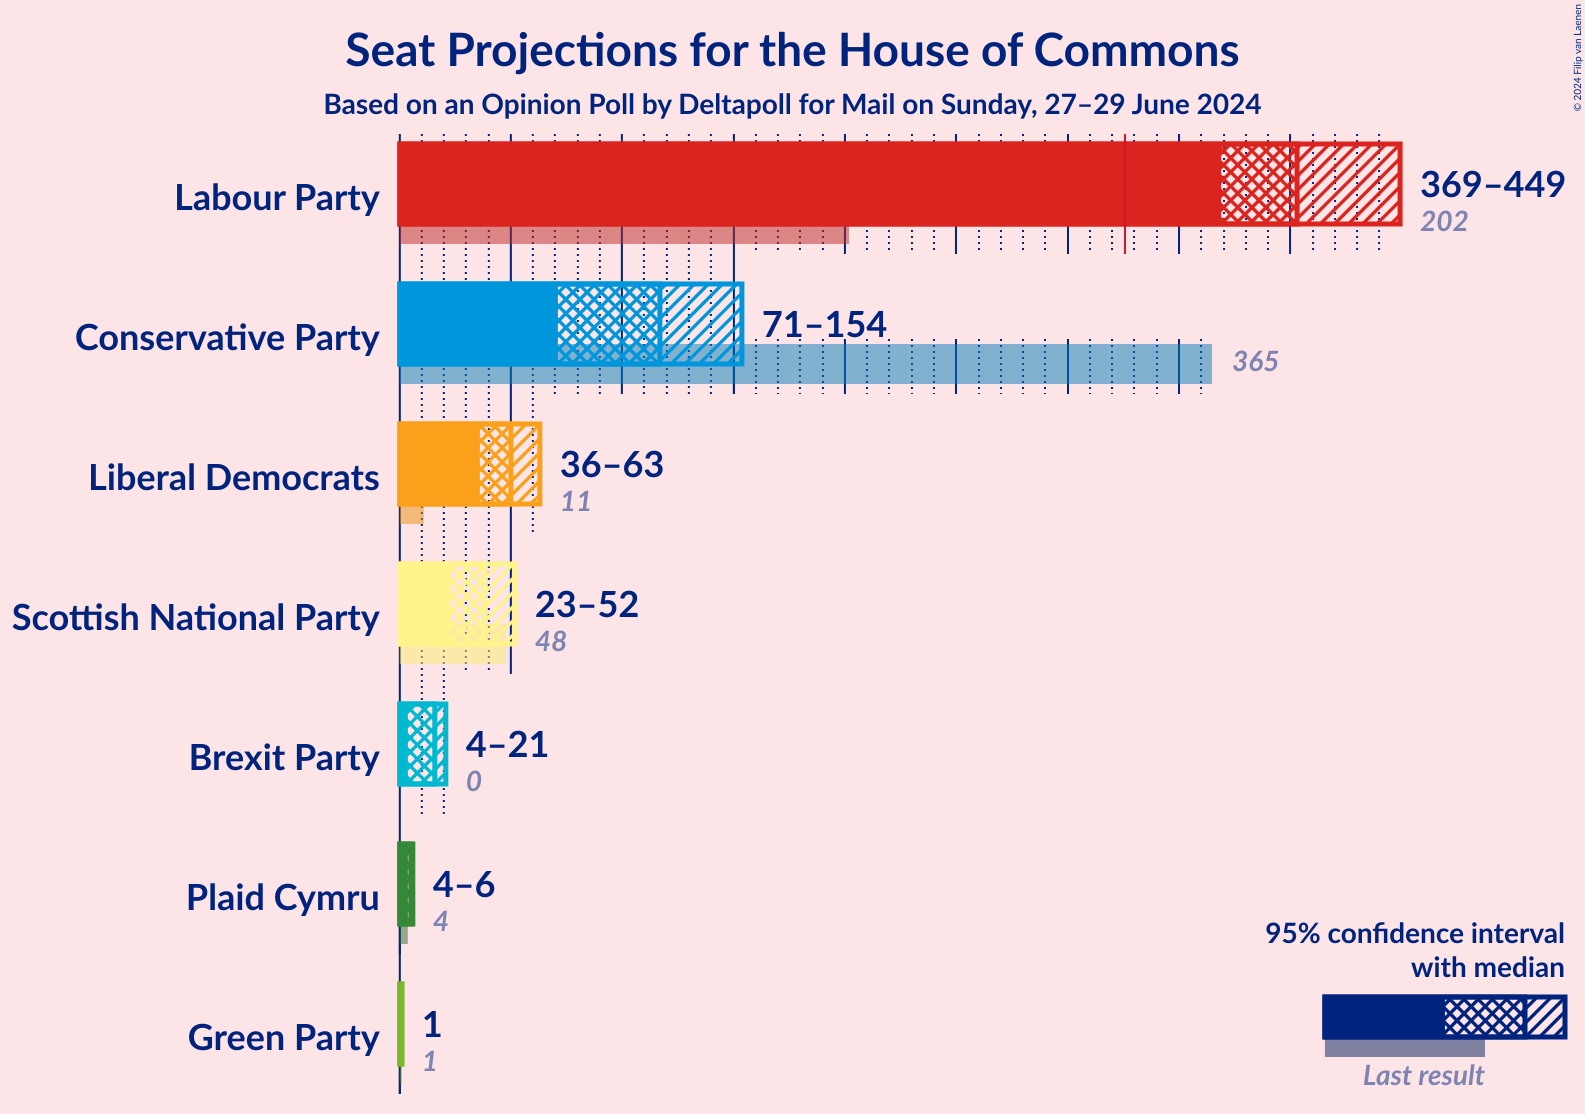 Seat Projections for the House of Commons
Based on an Opinion Poll by Deltapoll for Mail on Sunday, 27–29 June 2024
© 2024 Filip van Laenen
Labour Party
369–449
202
Conservative Party
71–154
365
Liberal Democrats
36–63
11
Scottish National Party
23–52
48
Brexit Party
4–21
0
Plaid Cymru
4–6
4
Green Party
1
1
95% confidence interval
with median
Last result